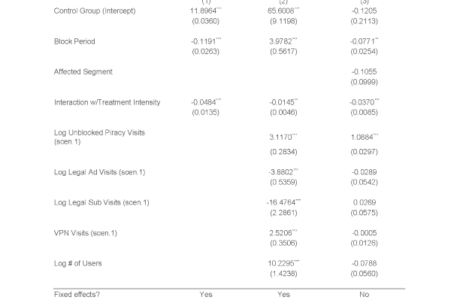 (1) (2) (3)
Control Group (Intercept) 11.8964*** 65.6008*** -0.1205
(0.0360) (9.1198) (0.2113)
Block Period -0.1191*** 3.9782*** -0.0771**
(0.0263) (0.5617) (0.0254)
Affected Segment -0.1055
(0.0999)
Interaction w/Treatment Intensity -0.0484*** -0.0145** -0.0370***
(0.0135) (0.0046) (0.0085)
Log Unblocked Piracy Visits
(scen.1) 3.1170*** 1.0884***
(0.2834) (0.0297)
Log Legal Ad Visits (scen.1) -3.8802*** -0.0289
(0.5359) (0.0542)
Log Legal Sub Visits (scen.1) -16.4764*** 0.0269
(2.2861) (0.0575)
VPN Visits (scen.1) 2.5206*** -0.0005
(0.3506) (0.0126)
Log # of Users 10.2295*** -0.0788
(1.4238) (0.0560)
Fixed effects? Yes Yes No